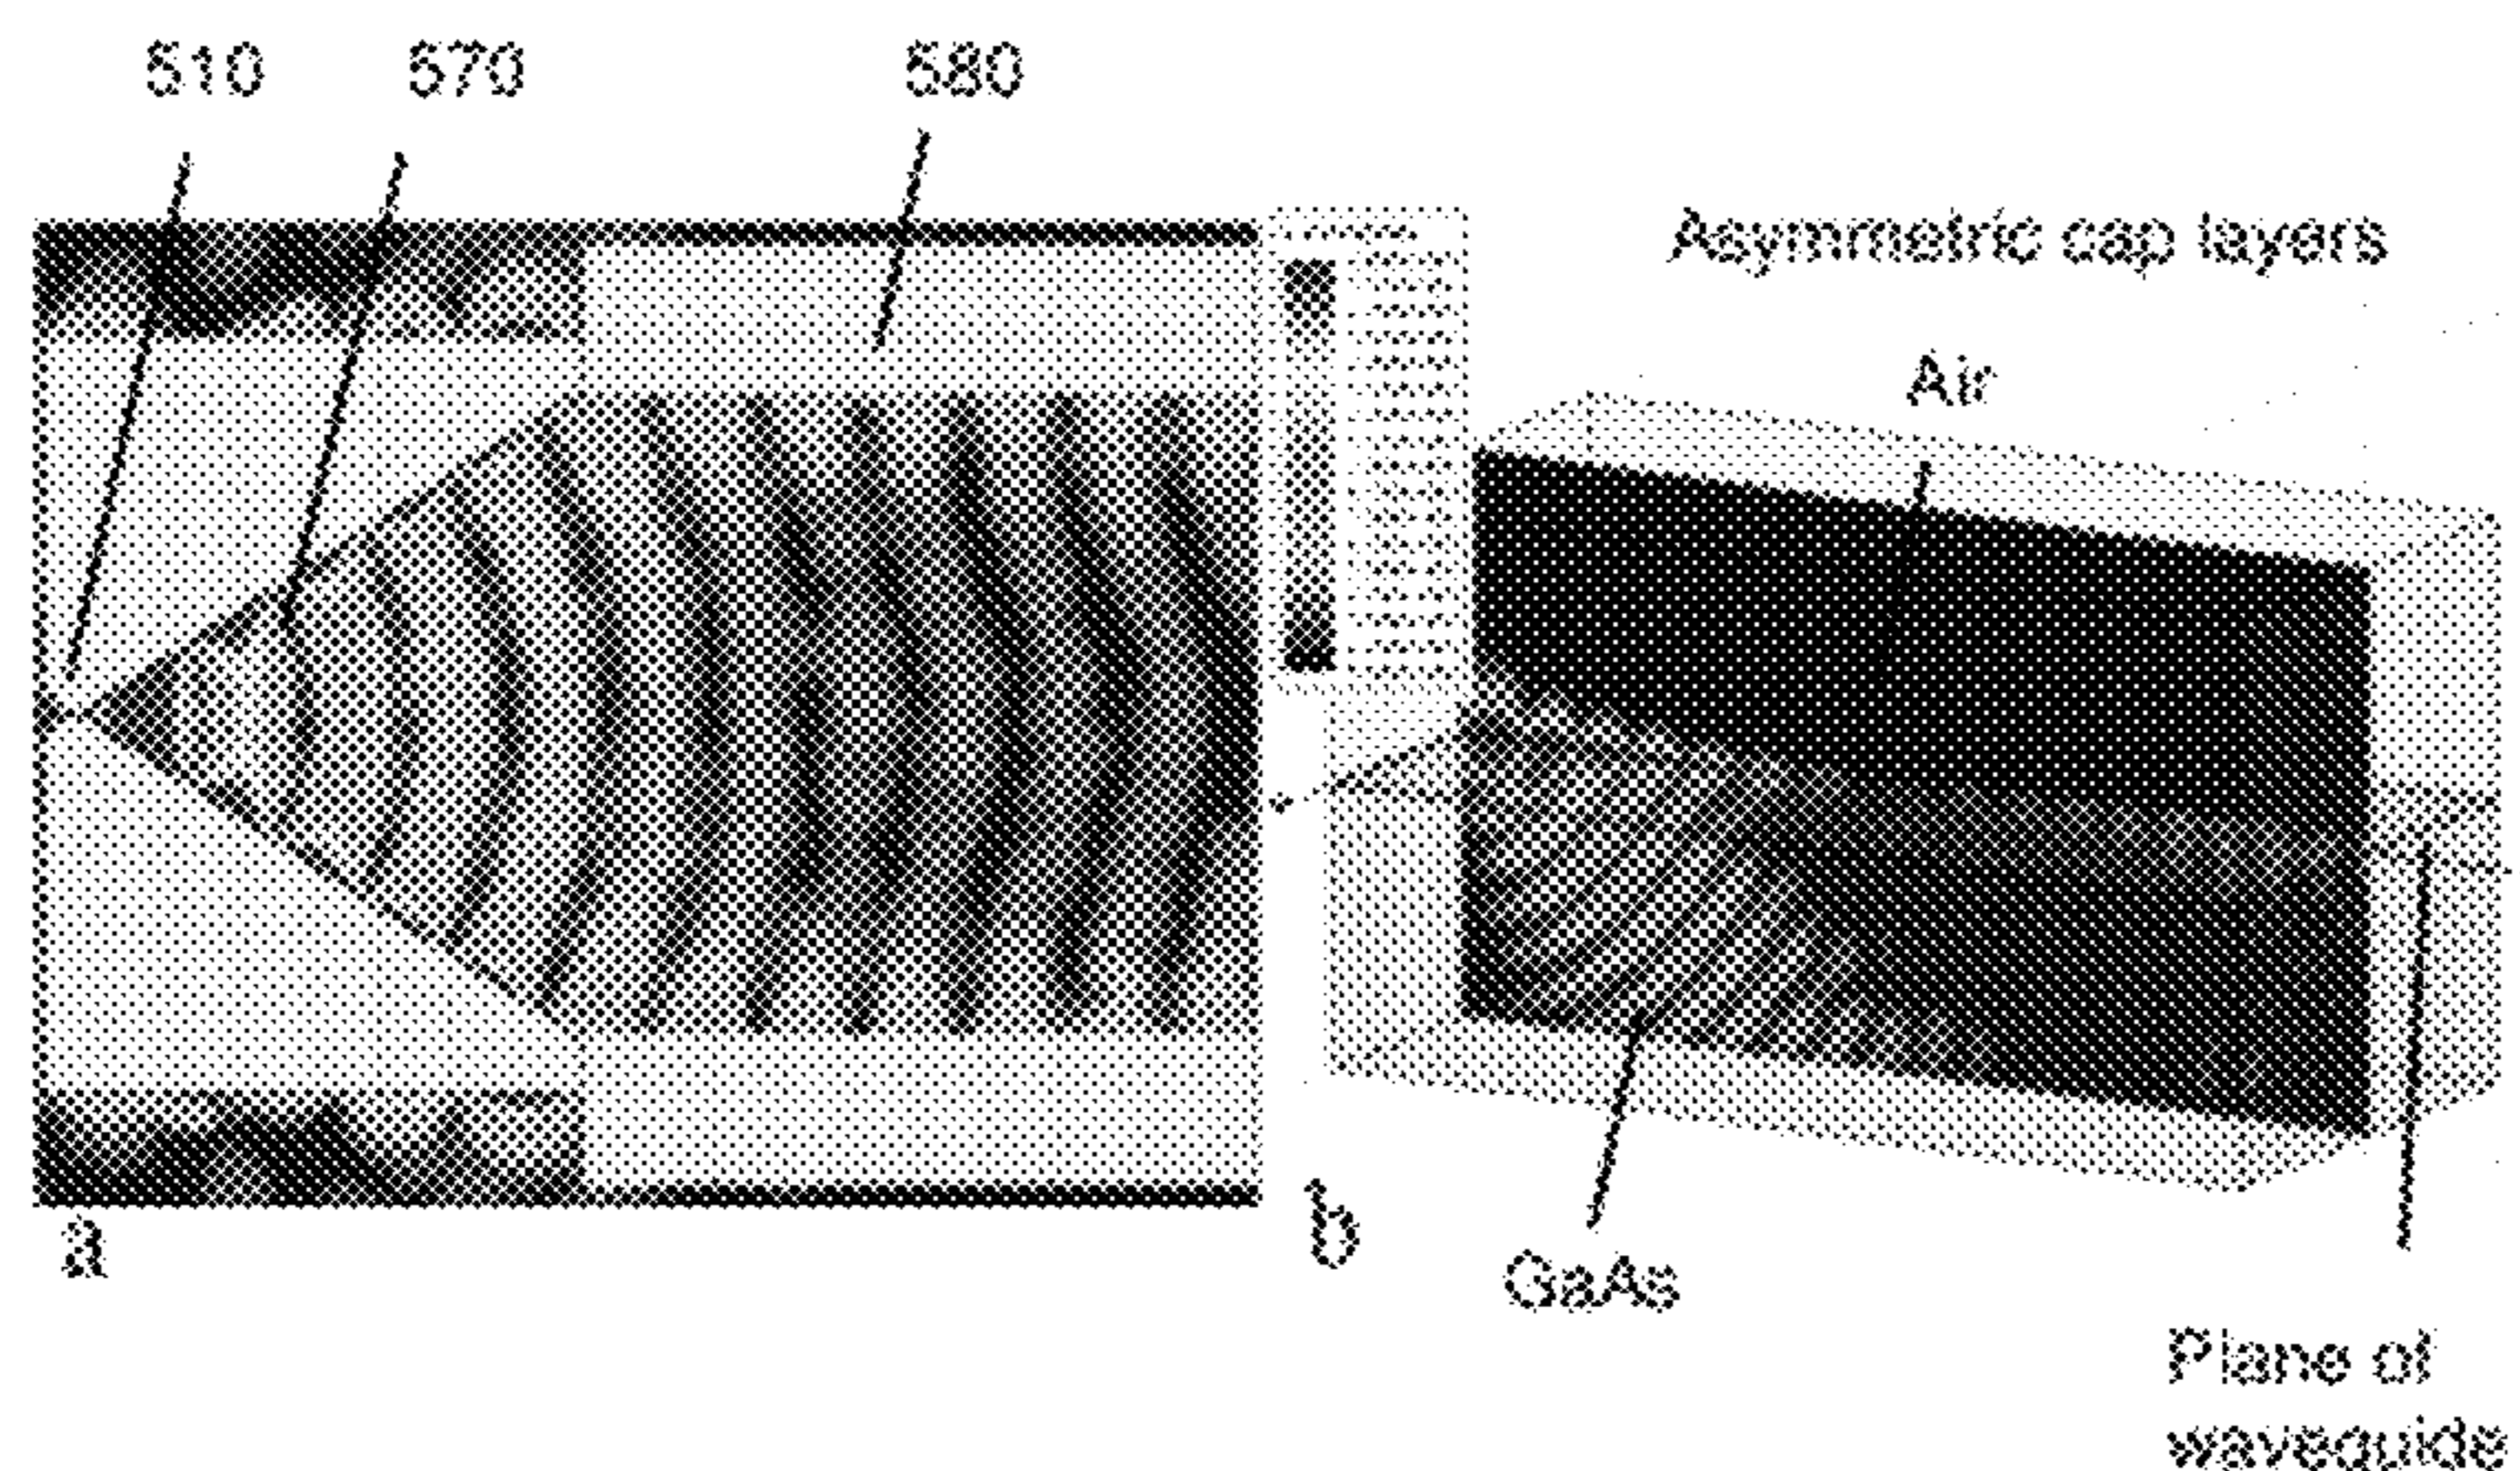 510 570 580
Asymmetric cap layers
Air
a
b
GaAs
Plane of
waveguide